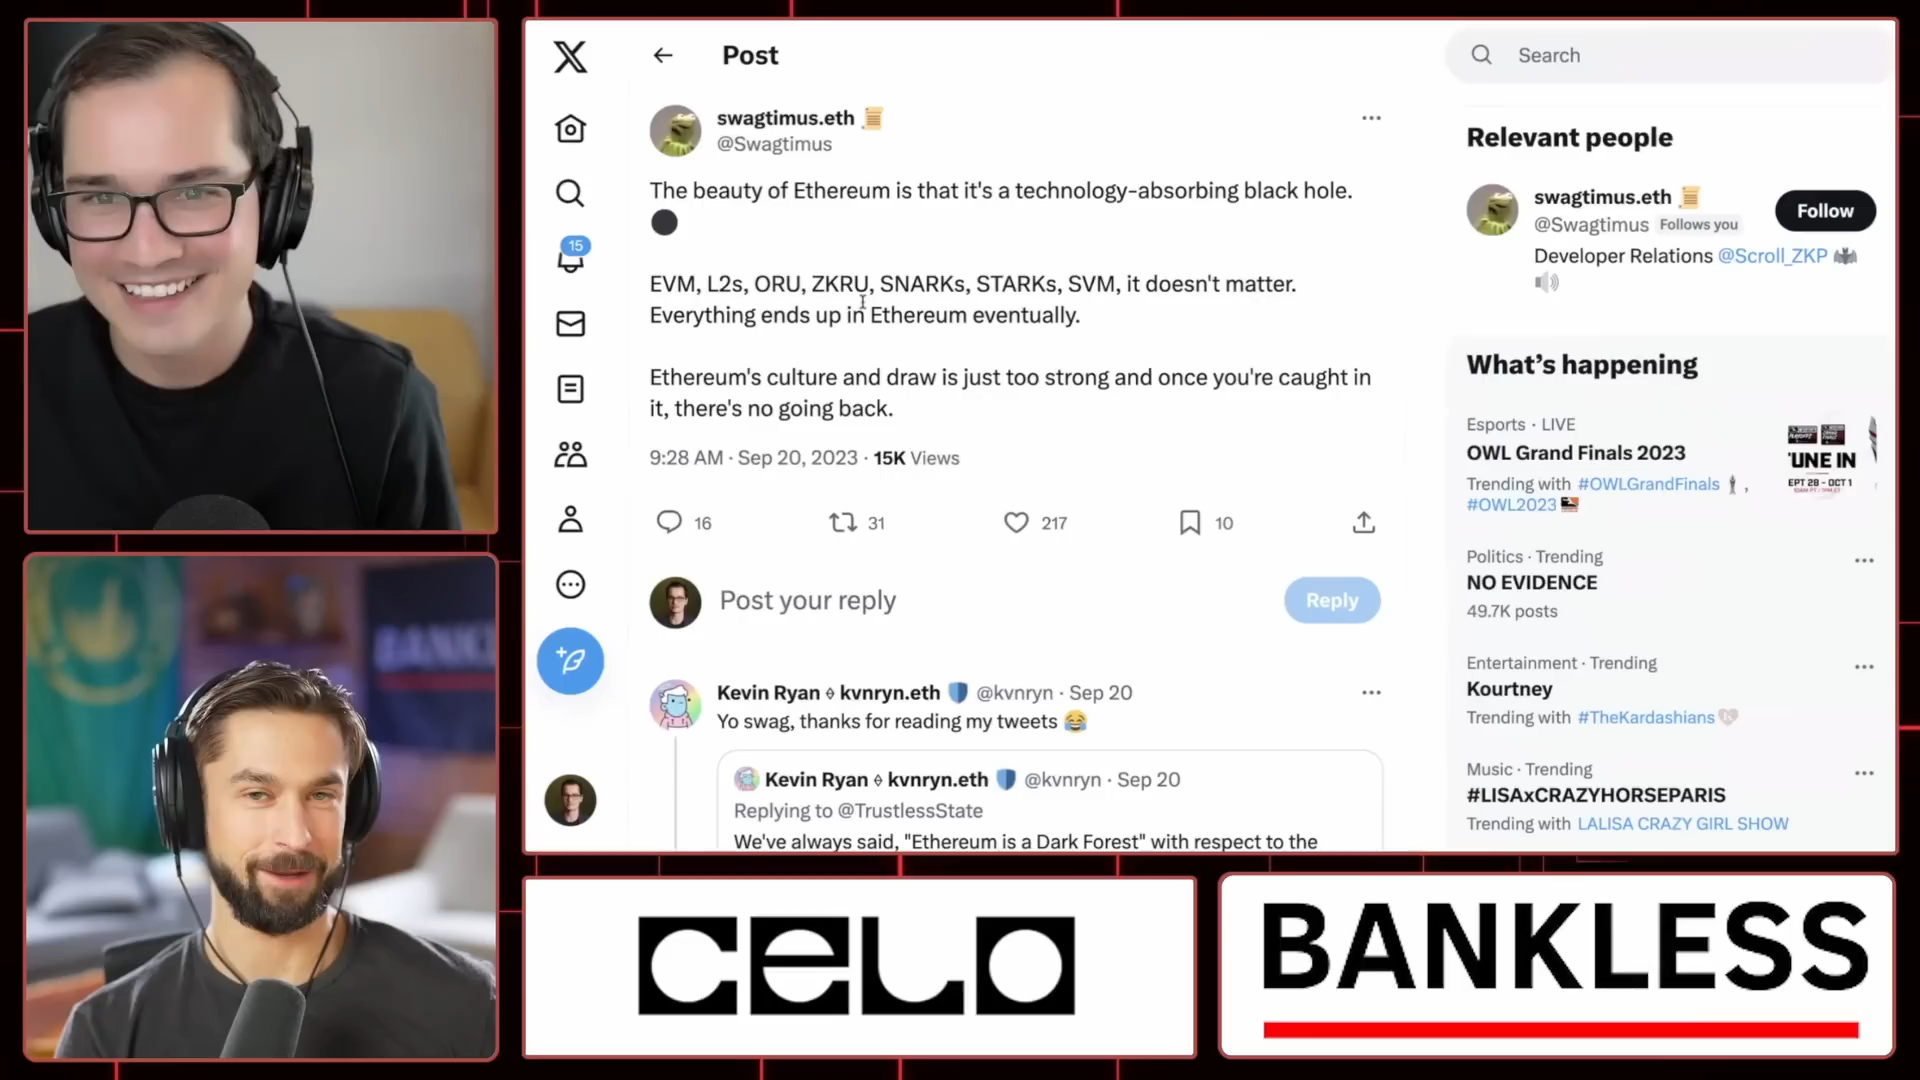 Post
Search
swagtimus.eth
@Swagtimus
The beauty of Ethereum is that it's a technology-absorbing black hole.
EVM, L2s, ORU, ZKRU, SNARKs, STARKs, SVM, it doesn't matter.
Everything ends up in Ethereum eventually.
Ethereum's culture and draw is just too strong and once you're caught in
it, there's no going back.
9:28 AM · Sep 20, 2023 · 15K Views
16
31
217
10
15
Post your reply
Reply
Kevin Ryan ⬨ kvnryn.eth @kvnryn · Sep 20
Yo swag, thanks for reading my tweets 😂
Kevin Ryan ⬨ kvnryn.eth @kvnryn · Sep 20
Replying to @TrustlessState
We've always said, "Ethereum is a Dark Forest" with respect to the
Relevant people
swagtimus.eth
@Swagtimus Follows you
Follow
Developer Relations @Scroll_ZKP
What's happening
Esports · LIVE
OWL Grand Finals 2023
Trending with #OWLGrandFinals ,
#OWL2023
UNE IN
EPT 28 - OCT 1
Politics · Trending
NO EVIDENCE
49.7K posts
Entertainment · Trending
Kourtney
Trending with #TheKardashians
Music · Trending
#LISAxCRAZYHORSEPARIS
Trending with LALISA CRAZY GIRL SHOW
CELO
BANKLESS